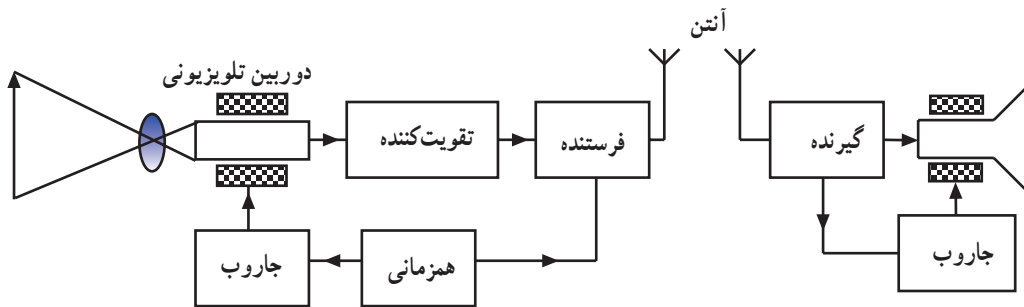 آنتن
دوربین تلویزیونی
تقویت‌کننده
فرستنده
گیرنده
جاروب
همزمانی
جاروب